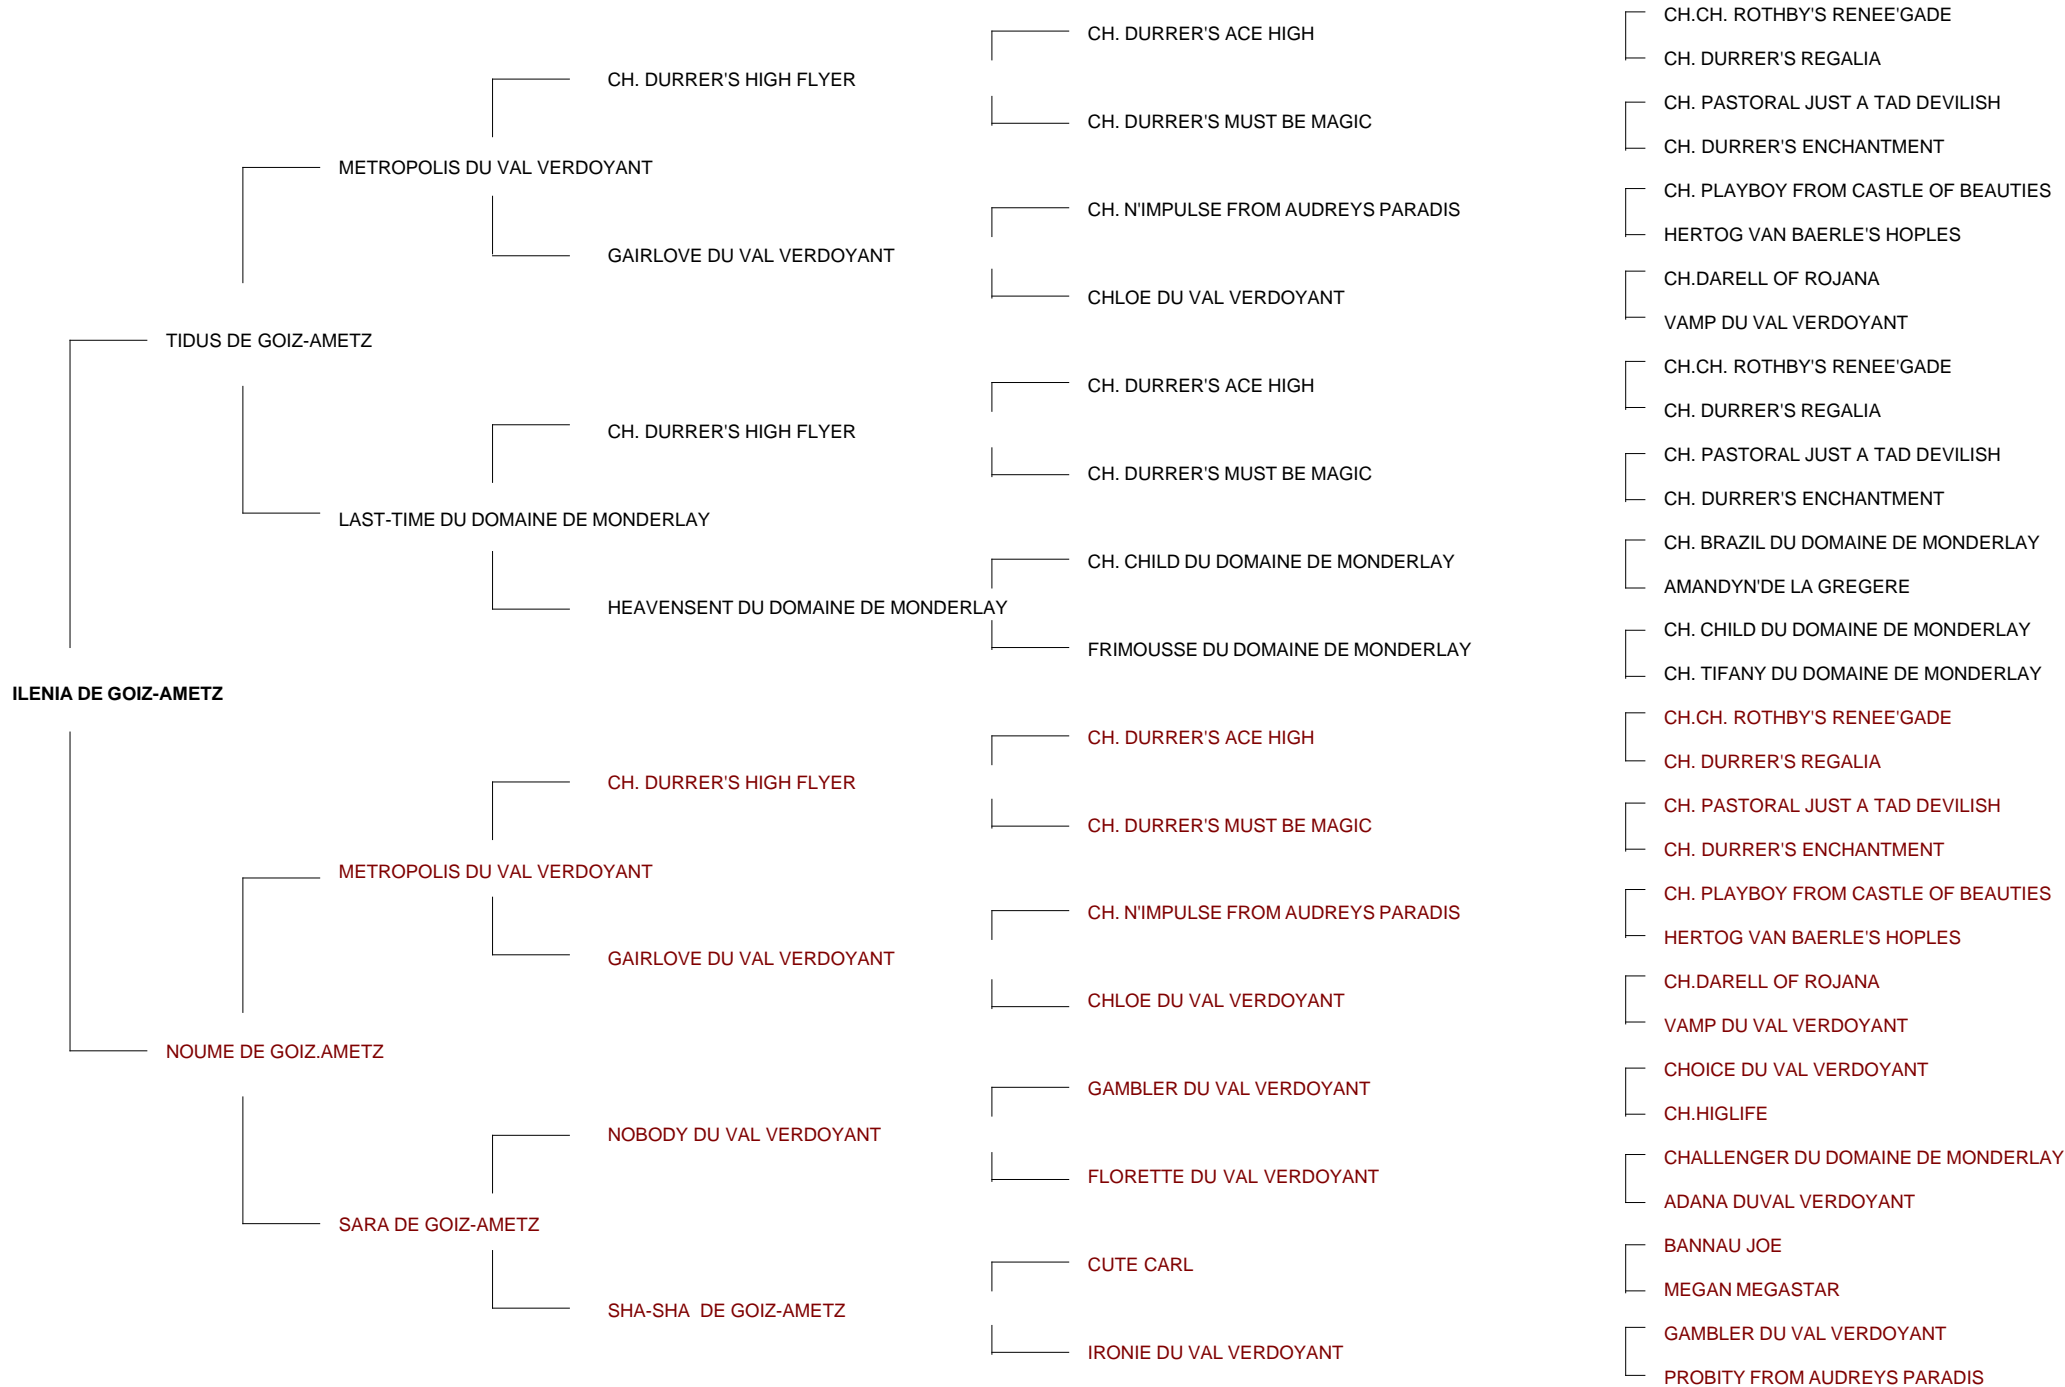 CH.CH. ROTHBY'S RENEE'GADE
CH. DURRER'S ACE HIGH
CH. DURRER'S REGALIA
CH. DURRER'S HIGH FLYER
CH. PASTORAL JUST A TAD DEVILISH
CH. DURRER'S MUST BE MAGIC
CH. DURRER'S ENCHANTMENT
METROPOLIS DU VAL VERDOYANT
CH. PLAYBOY FROM CASTLE OF BEAUTIES
CH. N'IMPULSE FROM AUDREYS PARADIS
HERTOG VAN BAERLE'S HOPLES
GAIRLOVE DU VAL VERDOYANT
CH.DARELL OF ROJANA
CHLOE DU VAL VERDOYANT
VAMP DU VAL VERDOYANT
TIDUS DE GOIZ-AMETZ
CH.CH. ROTHBY'S RENEE'GADE
CH. DURRER'S ACE HIGH
CH. DURRER'S REGALIA
CH. DURRER'S HIGH FLYER
CH. PASTORAL JUST A TAD DEVILISH
CH. DURRER'S MUST BE MAGIC
CH. DURRER'S ENCHANTMENT
LAST-TIME DU DOMAINE DE MONDERLAY
CH. BRAZIL DU DOMAINE DE MONDERLAY
CH. CHILD DU DOMAINE DE MONDERLAY
AMANDYN'DE LA GREGERE
HEAVENSENT DU DOMAINE DE MONDERLAY
CH. CHILD DU DOMAINE DE MONDERLAY
FRIMOUSSE DU DOMAINE DE MONDERLAY
CH. TIFANY DU DOMAINE DE MONDERLAY
ILENIA DE GOIZ-AMETZ
CH.CH. ROTHBY'S RENEE'GADE
CH. DURRER'S ACE HIGH
CH. DURRER'S REGALIA
CH. DURRER'S HIGH FLYER
CH. PASTORAL JUST A TAD DEVILISH
CH. DURRER'S MUST BE MAGIC
CH. DURRER'S ENCHANTMENT
METROPOLIS DU VAL VERDOYANT
CH. PLAYBOY FROM CASTLE OF BEAUTIES
CH. N'IMPULSE FROM AUDREYS PARADIS
HERTOG VAN BAERLE'S HOPLES
GAIRLOVE DU VAL VERDOYANT
CH.DARELL OF ROJANA
CHLOE DU VAL VERDOYANT
VAMP DU VAL VERDOYANT
NOUME DE GOIZ.AMETZ
CHOICE DU VAL VERDOYANT
GAMBLER DU VAL VERDOYANT
CH.HIGLIFE
NOBODY DU VAL VERDOYANT
CHALLENGER DU DOMAINE DE MONDERLAY
FLORETTE DU VAL VERDOYANT
ADANA DUVAL VERDOYANT
SARA DE GOIZ-AMETZ
BANNAU JOE
CUTE CARL
MEGAN MEGASTAR
SHA-SHA  DE GOIZ-AMETZ
GAMBLER DU VAL VERDOYANT
IRONIE DU VAL VERDOYANT
PROBITY FROM AUDREYS PARADIS